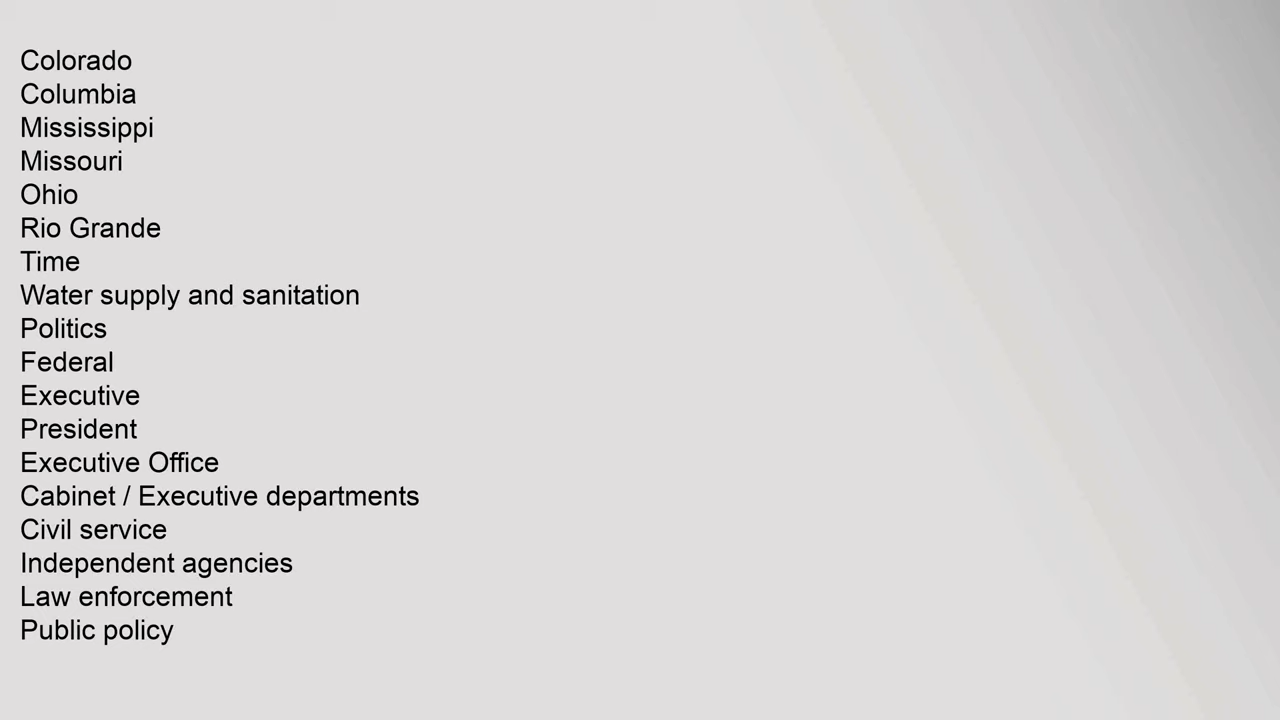 Colorado
Columbia
Mississippi
Missouri
Ohio
Rio Grande
Time
Water supply and sanitation
Politics
Federal
Executive
President
Executive Office
Cabinet / Executive departments
Civil service
Independent agencies
Law enforcement
Public policy